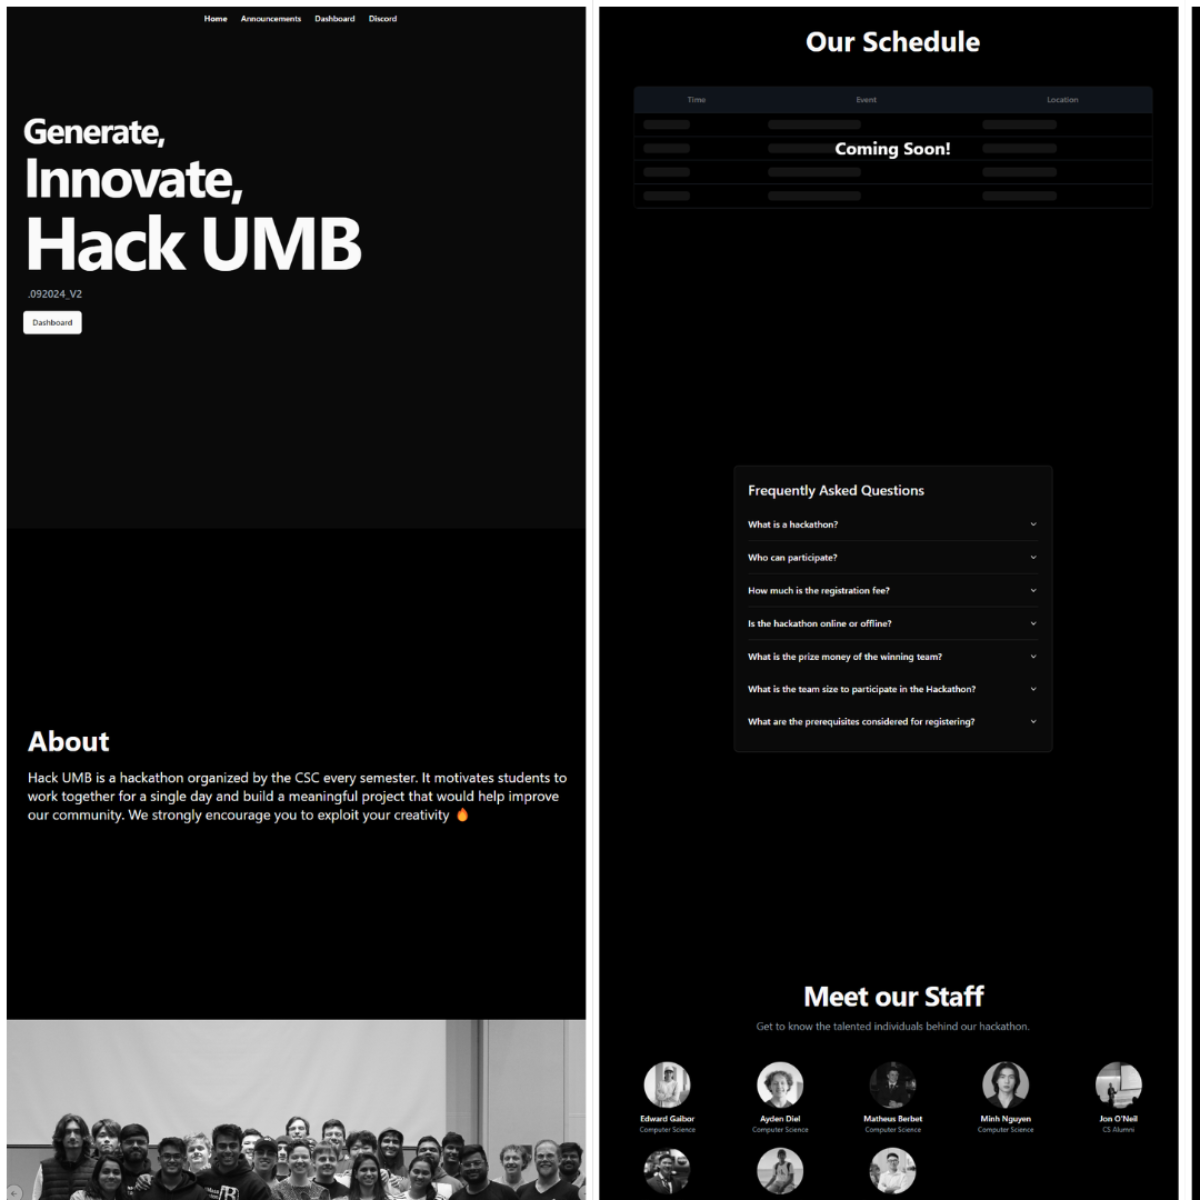 Home Announcements Dashboard Discord
Generate,
Innovate,
Hack UMB
.092024_V2
Dashboard
About
Hack UMB is a hackathon organized by the CSC every semester. It motivates students to
work together for a single day and build a meaningful project that would help improve
our community. We strongly encourage you to exploit your creativity 🔥
Our Schedule
Time Event Location
Coming Soon!
Frequently Asked Questions
What is a hackathon?
Who can participate?
How much is the registration fee?
Is the hackathon online or offline?
What is the prize money of the winning team?
What is the team size to participate in the Hackathon?
What are the prerequisites considered for registering?
Meet our Staff
Get to know the talented individuals behind our hackathon.
Edward Gaibor Ayden Diel Matheus Berbet Minh Nguyen Jon O'Neil
Computer Science Computer Science Computer Science Computer Science CS Alumni